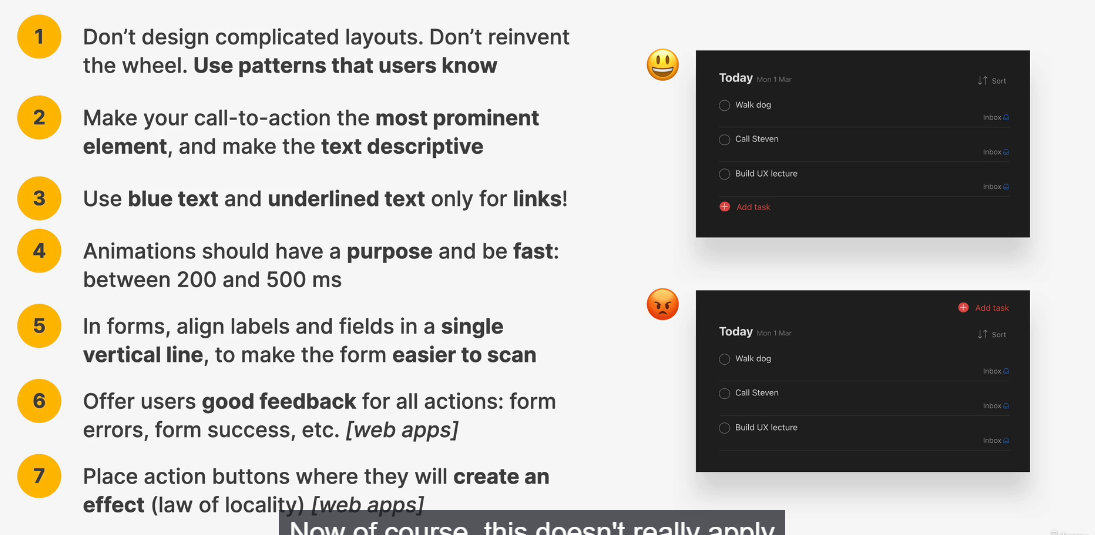 1
Don’t design complicated layouts. Don’t reinvent
the wheel. Use patterns that users know
2
Make your call-to-action the most prominent
element, and make the text descriptive
3
Use blue text and underlined text only for links!
4
Animations should have a purpose and be fast:
between 200 and 500 ms
5
In forms, align labels and fields in a single
vertical line, to make the form easier to scan
6
Offer users good feedback for all actions: form
errors, form success, etc. [web apps]
7
Place action buttons where they will create an
effect (law of locality) [web apps]
Today Mon 1 Mar
Sort
Walk dog
Inbox
Call Steven
Inbox
Build UX lecture
Inbox
Add task
Add task
Today Mon 1 Mar
Sort
Walk dog
Inbox
Call Steven
Inbox
Build UX lecture
Inbox
Now of course, this doesn't really apply